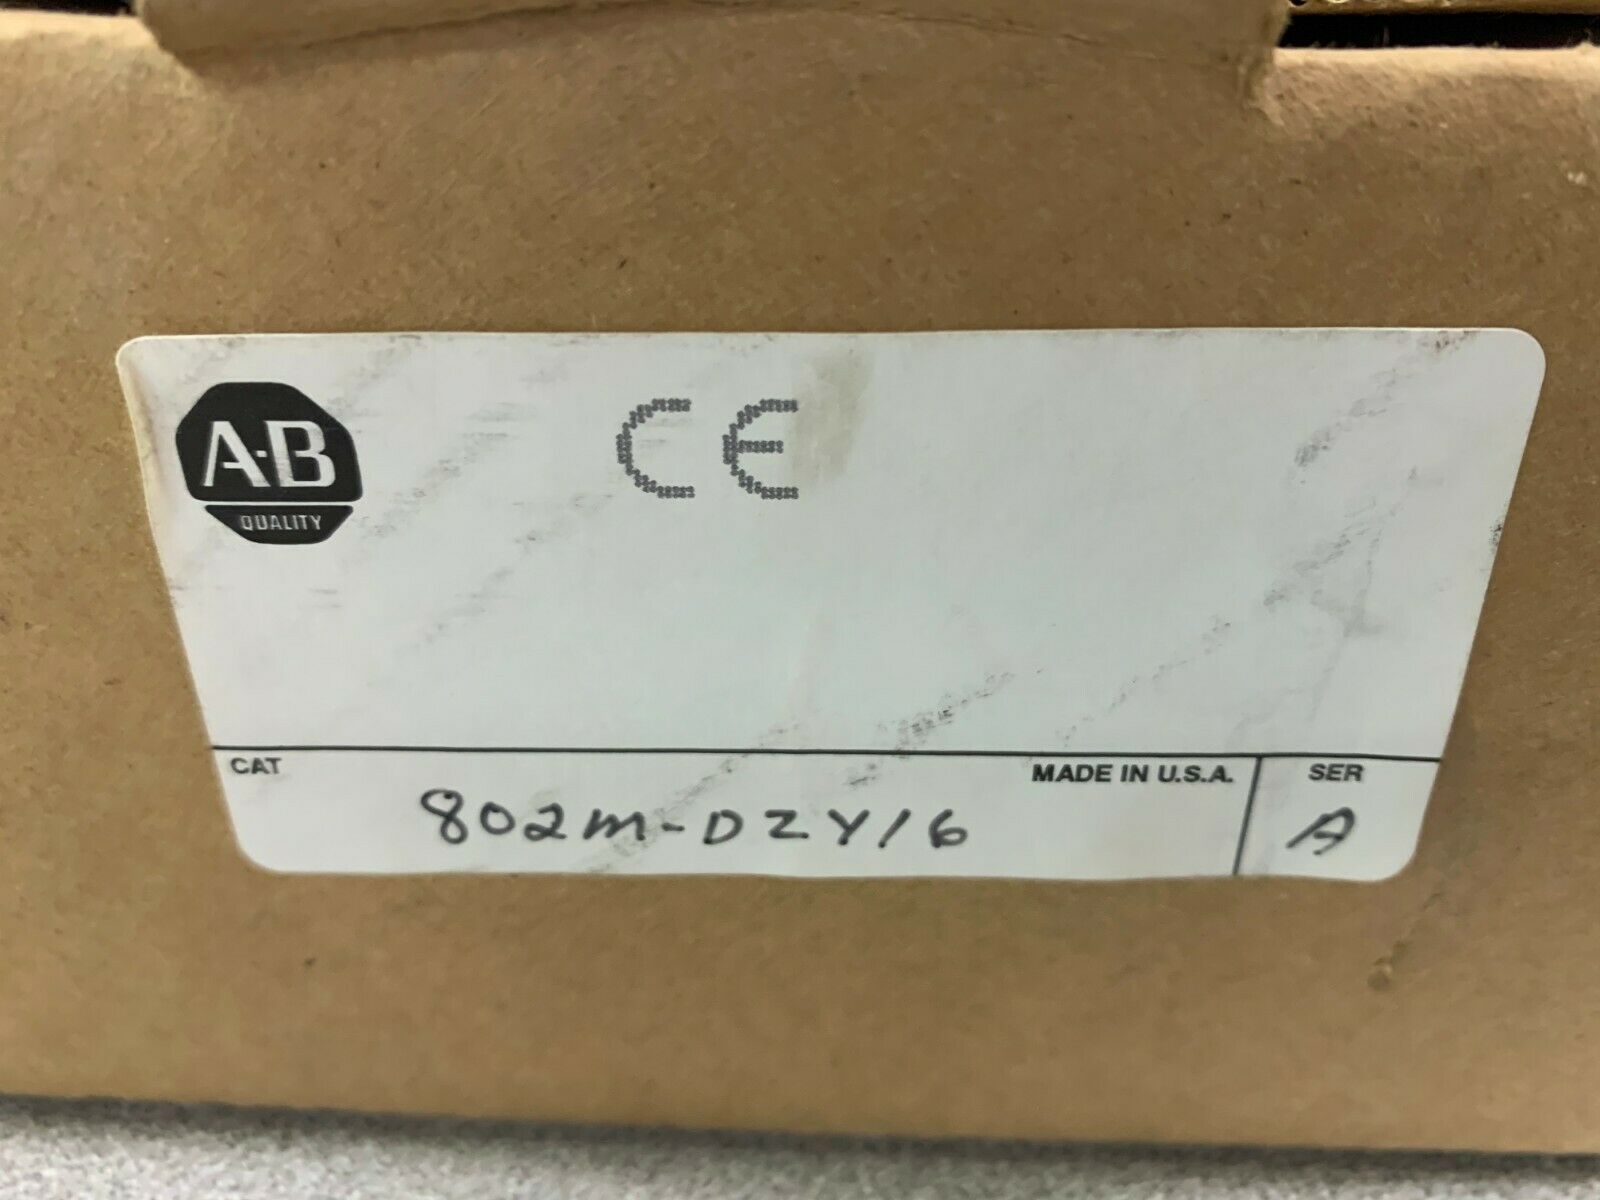 A-B
QUALITY
CE
CAT
MADE IN U.S.A.
SER
802M-DZY16
A